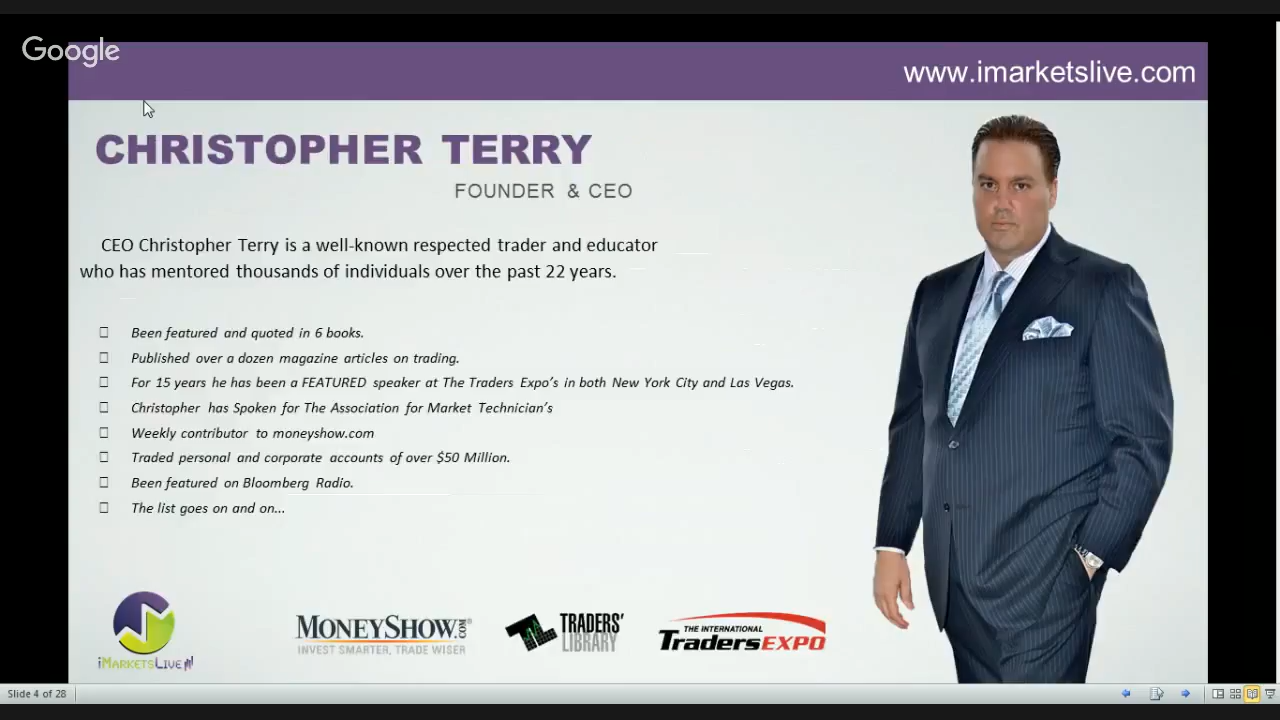 Google
www.imarketslive.com
CHRISTOPHER TERRY
FOUNDER & CEO
CEO Christopher Terry is a well-known respected trader and educator
who has mentored thousands of individuals over the past 22 years.
Been featured and quoted in 6 books.
Published over a dozen magazine articles on trading.
For 15 years he has been a FEATURED speaker at The Traders Expo's in both New York City and Las Vegas.
Christopher has Spoken for The Association for Market Technician's
Weekly contributor to moneyshow.com
Traded personal and corporate accounts of over $50 Million.
Been featured on Bloomberg Radio.
The list goes on and on...
iMarketsLive
MoneyShow.com®
INVEST SMARTER, TRADE WISER
TRADERS'
LIBRARY
THE INTERNATIONAL
TradersEXPO
Slide 4 of 28